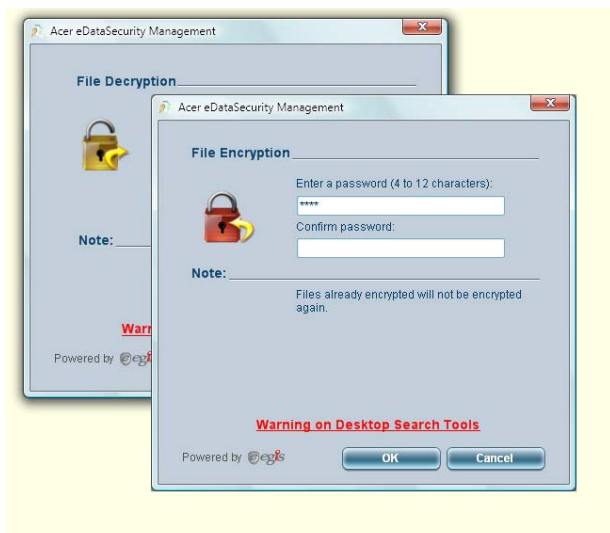 Acer eDataSecurity Management
File Decryption
Note:
Powered by egis
Acer eDataSecurity Management
File Encryption
Enter a password (4 to 12 characters):
****
Confirm password:
Note:
Files already encrypted will not be encrypted
again.
Warning on Desktop Search Tools
Powered by egis
OK
Cancel